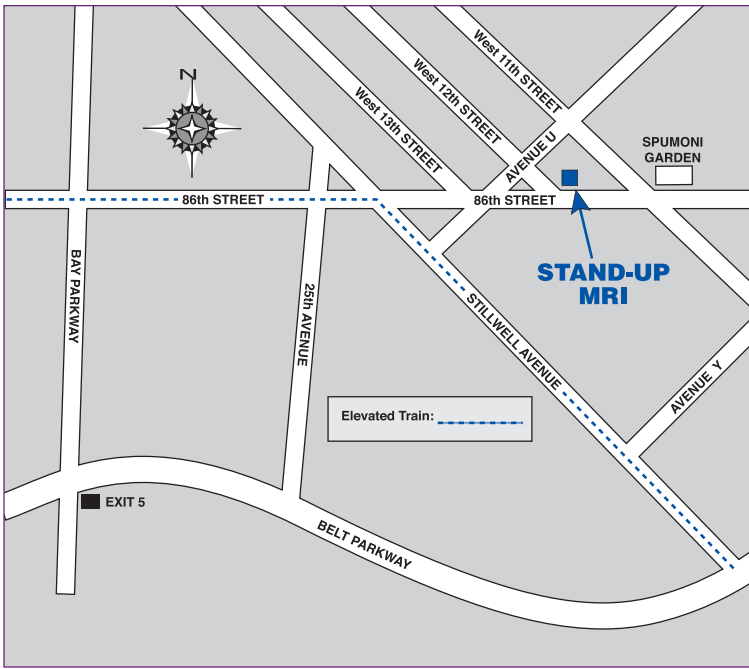 N
West 11th STREET
West 12th STREET
West 13th STREET
AVENUE U
SPUMONI
GARDEN
86th STREET
86th STREET
STAND-UP
MRI
BAY PARKWAY
25th AVENUE
STILLWELL AVENUE
AVENUE Y
Elevated Train:
EXIT 5
BELT PARKWAY